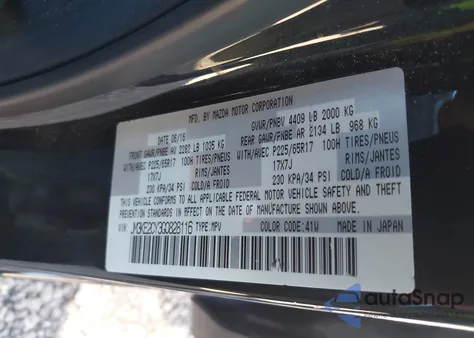 MFD. BY MAZDA MOTOR CORPORATION
DATE 06/16 GVWR/PNBV 4409 LB 2000 KG
FRONT GAWR/PNBE AV 2282 LB 1035 KG REAR GAWR/PNBE AR 2134 LB 968 KG
WITH/AVEC P225/65R17 100H TIRES/PNEUS WITH/AVEC P225/65R17 100H TIRES/PNEUS
17X7J RIMS/JANTES 17X7J RIMS/JANTES
230 KPA/34 PSI COLD/A FROID 230 KPA/34 PSI COLD/A FROID
THIS VEHICLE CONFORMS TO ALL APPLICABLE FEDERAL MOTOR VEHICLE SAFETY, BUMPER, AND THEFT
PREVENTION STANDARDS IN EFFECT ON THE DATE OF MANUFACTURE SHOWN ABOVE.
VIN: TYPE:MPV COLOR CODE:41W MADE IN JAPAN
autoSnap